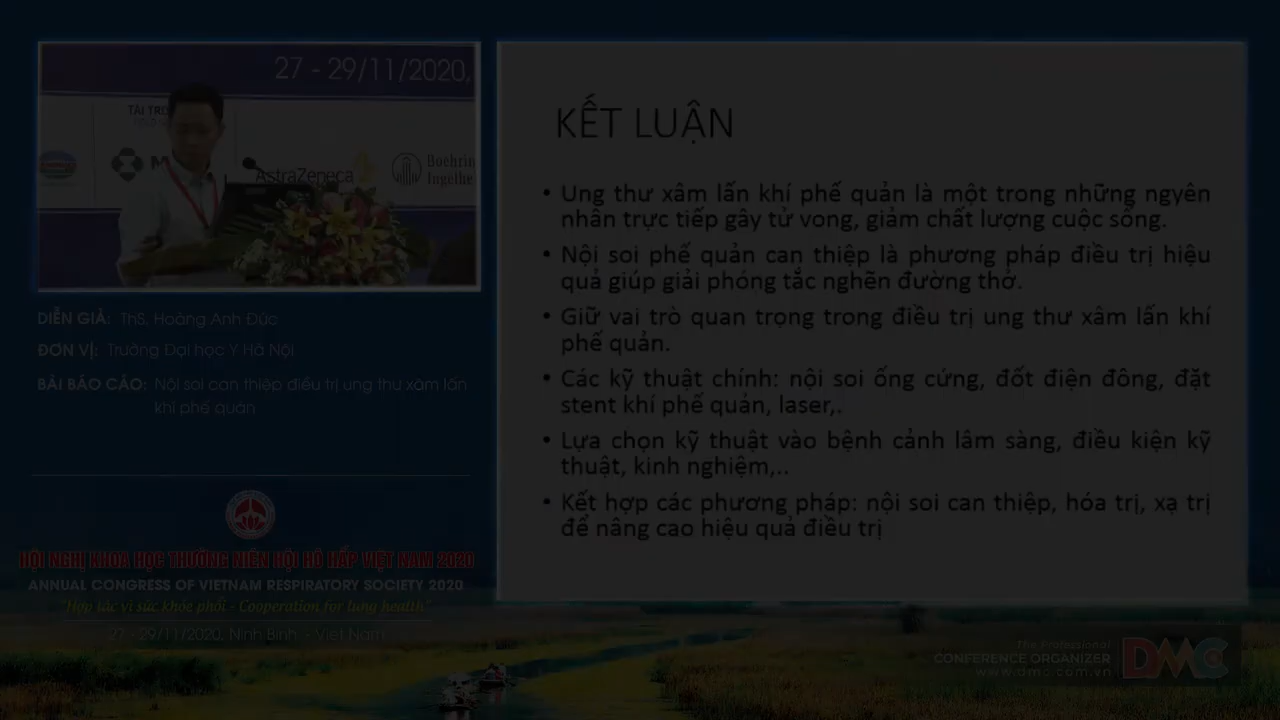 27 - 29/11/2020,
TÀI TRỢ
AstraZeneca
Boehrin
Ingelhe
DIỄN GIẢ: ThS. Hoàng Anh Đức
ĐƠN VỊ: Trường Đại học Y Hà Nội
BÀI BÁO CÁO: Nội soi can thiệp điều trị ung thư xâm lấn
khí phế quản
HỘI NGHỊ KHOA HỌC THƯỜNG NIÊN HỘI HÔ HẤP VIỆT NAM 2020
ANNUAL CONGRESS OF VIETNAM RESPIRATORY SOCIETY 2020
"Hợp tác vì sức khỏe phổi - Cooperation for lung health"
27 - 29/11/2020, Ninh Bình - Việt Nam
KẾT LUẬN
• Ung thư xâm lấn khí phế quản là một trong những ngyên
nhân trực tiếp gây tử vong, giảm chất lượng cuộc sống.
• Nội soi phế quản can thiệp là phương pháp điều trị hiệu
quả giúp giải phóng tắc nghẽn đường thở.
• Giữ vai trò quan trọng trong điều trị ung thư xâm lấn khí
phế quản.
• Các kỹ thuật chính: nội soi ống cứng, đốt điện đông, đặt
stent khí phế quản, laser,.
• Lựa chọn kỹ thuật vào bệnh cảnh lâm sàng, điều kiện kỹ
thuật, kinh nghiệm,..
• Kết hợp các phương pháp: nội soi can thiệp, hóa trị, xạ trị
để nâng cao hiệu quả điều trị
The Professional
CONFERENCE ORGANIZER
www.dmc.com.vn
DMC